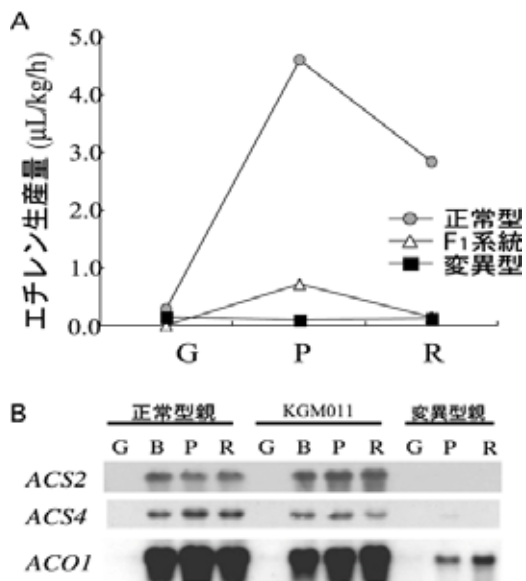 A
エチレン生産量 (μL/kg/h)
5.0
4.0
3.0
2.0
1.0
0.0
正常型
F1系統
変異型
G P R
B
正常型親 KGM011 変異型親
G B P R G B P R G P R
ACS2
ACS4
ACO1